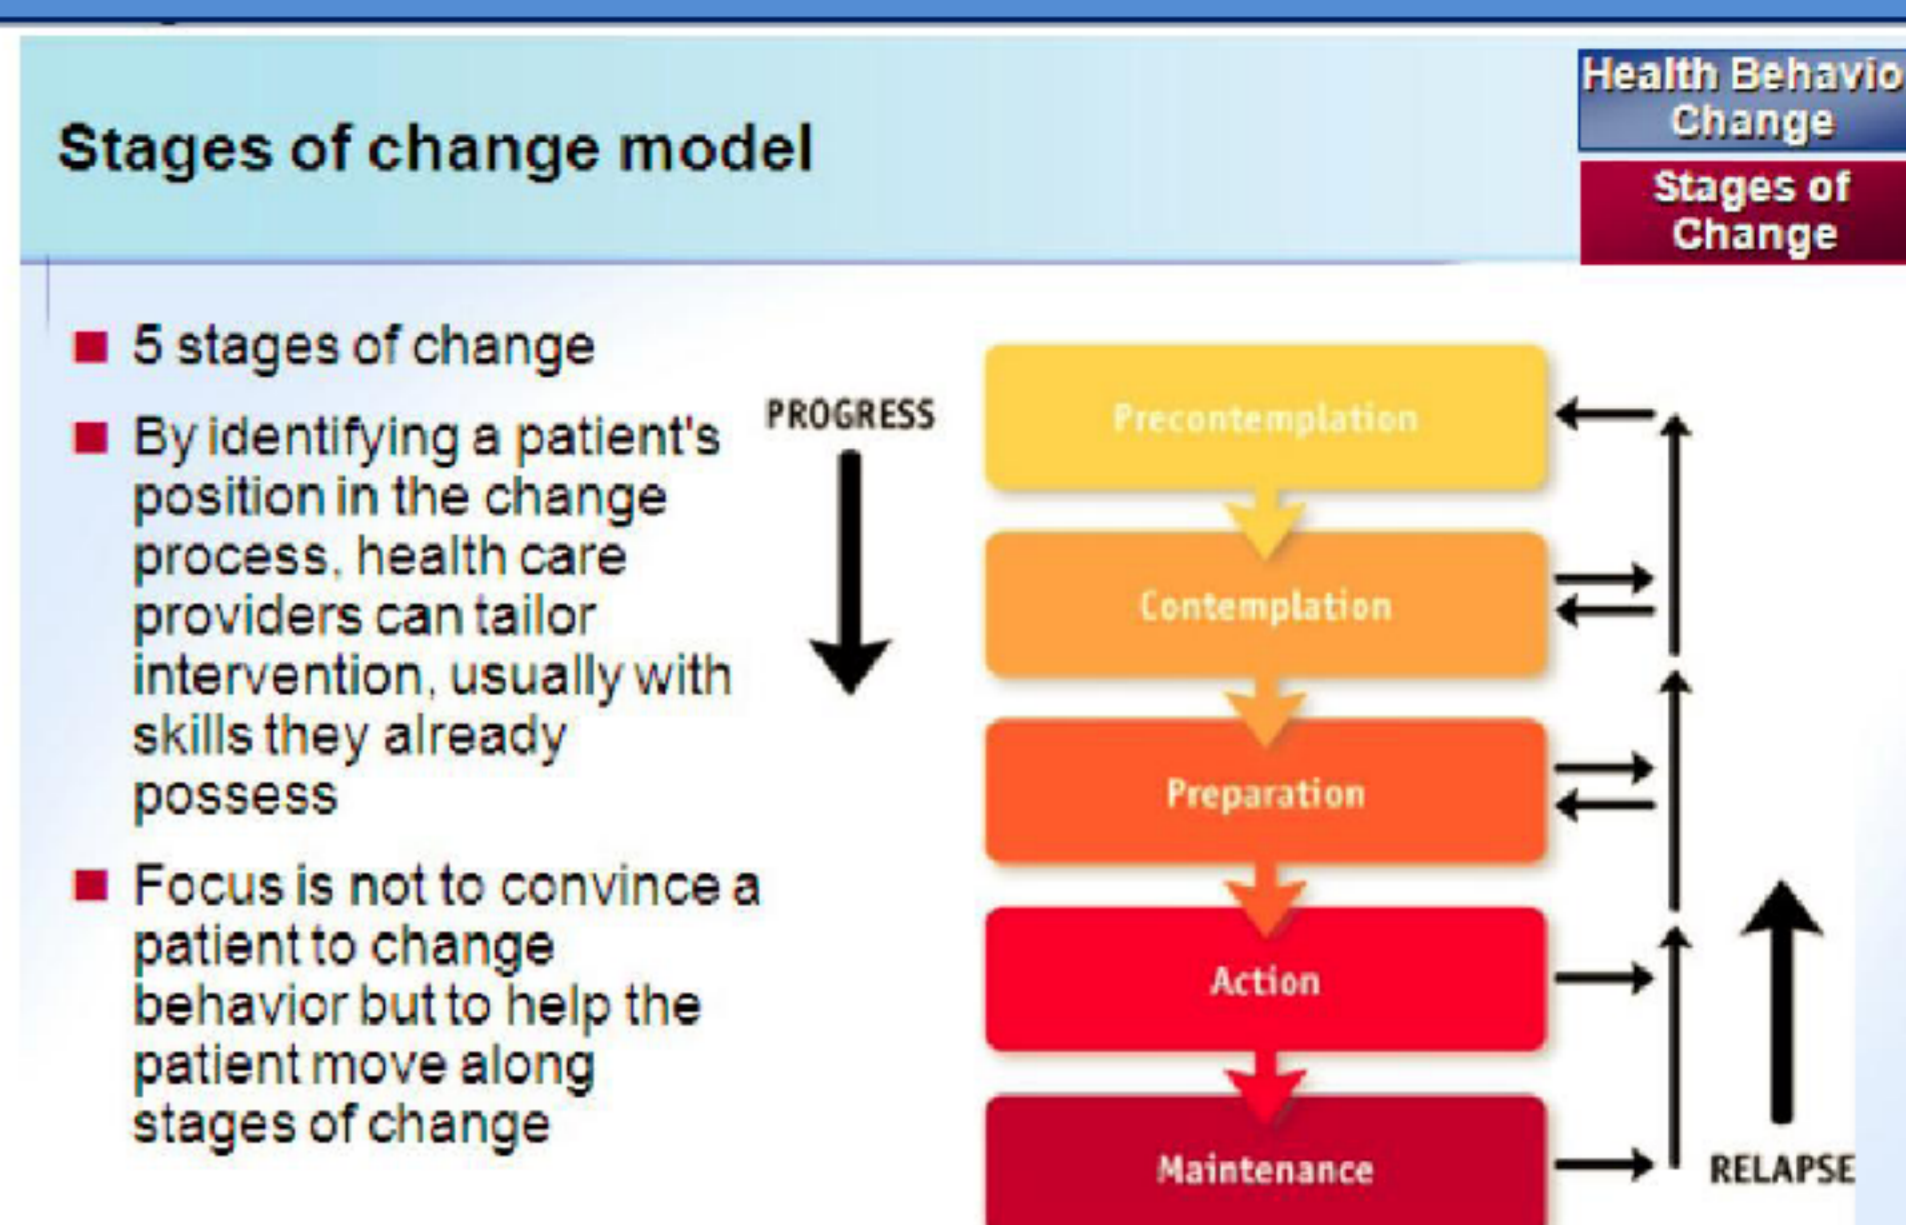 Stages of change model
Health Behavio
Change
Stages of
Change
5 stages of change
By identifying a patient's
position in the change
process, health care
providers can tailor
intervention, usually with
skills they already
possess
Focus is not to convince a
patient to change
behavior but to help the
patient move along
stages of change
PROGRESS
Precontemplation
Contemplation
Preparation
Action
Maintenance
RELAPSE